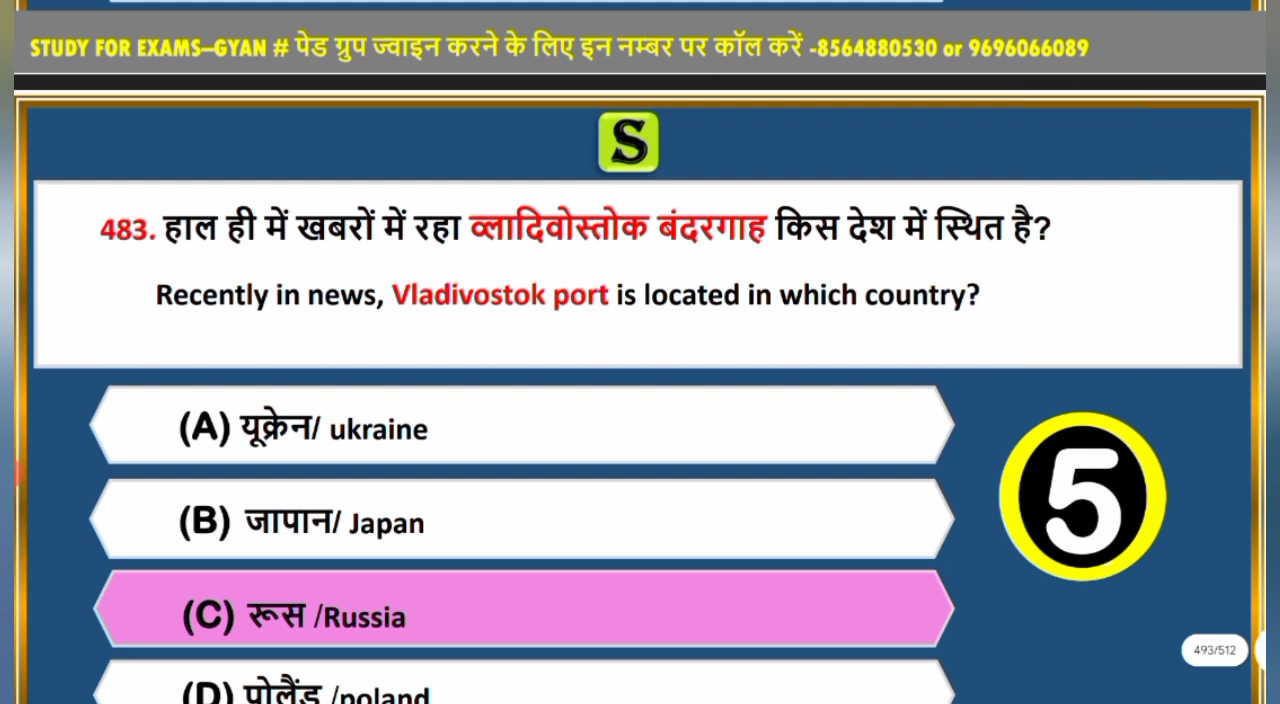 STUDY FOR EXAMS–GYAN # पेड ग्रुप ज्वाइन करने के लिए इन नम्बर पर कॉल करें -8564880530 or 9696066089
S
483. हाल ही में खबरों में रहा व्लादिवोस्तोक बंदरगाह किस देश में स्थित है?
Recently in news, Vladivostok port is located in which country?
(A) यूक्रेन/ ukraine
(B) जापान/ Japan
5
(C) रूस /Russia
493/512
(D) पोलैंड /poland